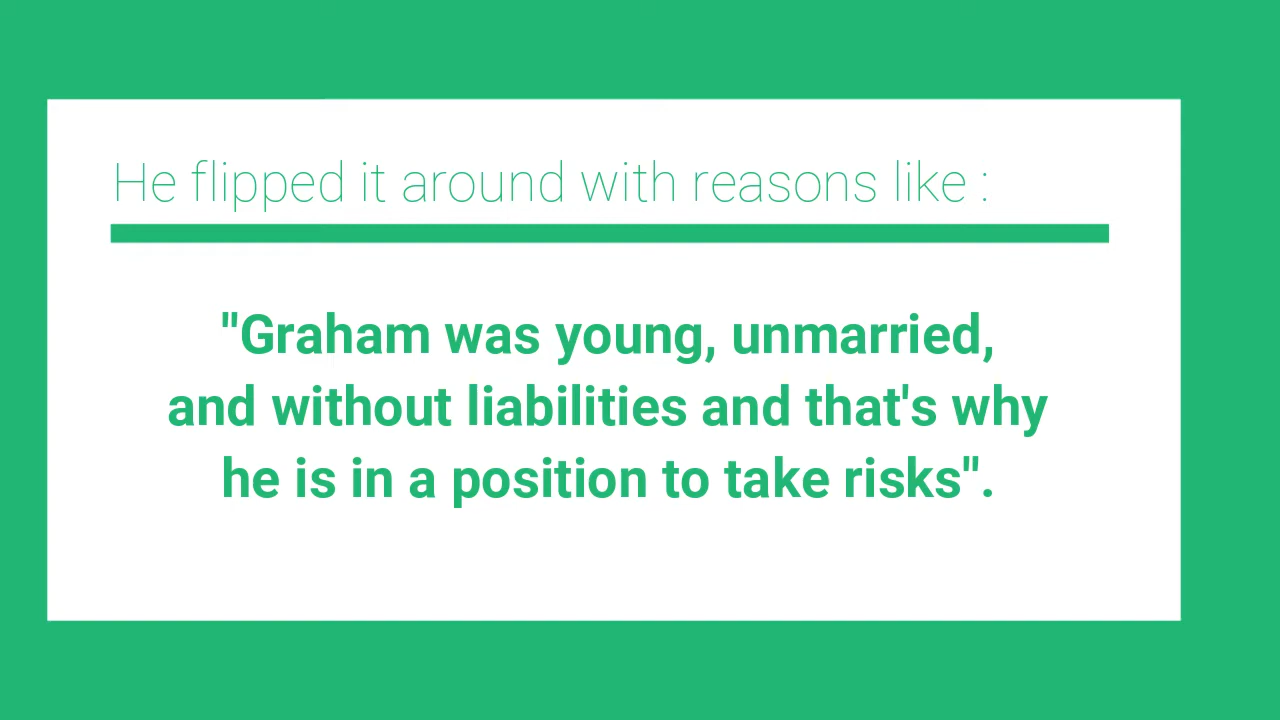 He flipped it around with reasons like :
"Graham was young, unmarried,
and without liabilities and that's why
he is in a position to take risks".